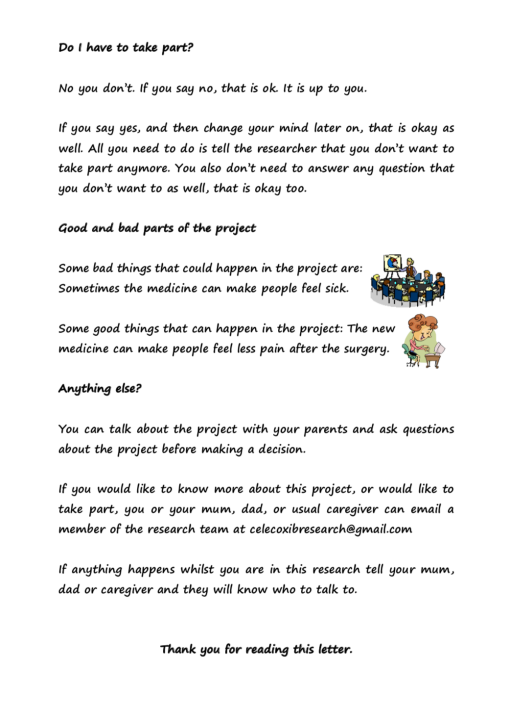 Do I have to take part?
No you don't. If you say no, that is ok. It is up to you.
If you say yes, and then change your mind later on, that is okay as
well. All you need to do is tell the researcher that you don't want to
take part anymore. You also don't need to answer any question that
you don't want to as well, that is okay too.
Good and bad parts of the project
Some bad things that could happen in the project are:
Sometimes the medicine can make people feel sick.
Some good things that can happen in the project: The new
medicine can make people feel less pain after the surgery.
Anything else?
You can talk about the project with your parents and ask questions
about the project before making a decision.
If you would like to know more about this project, or would like to
take part, you or your mum, dad, or usual caregiver can email a
member of the research team at celecoxibresearch@gmail.com
If anything happens whilst you are in this research tell your mum,
dad or caregiver and they will know who to talk to.
Thank you for reading this letter.